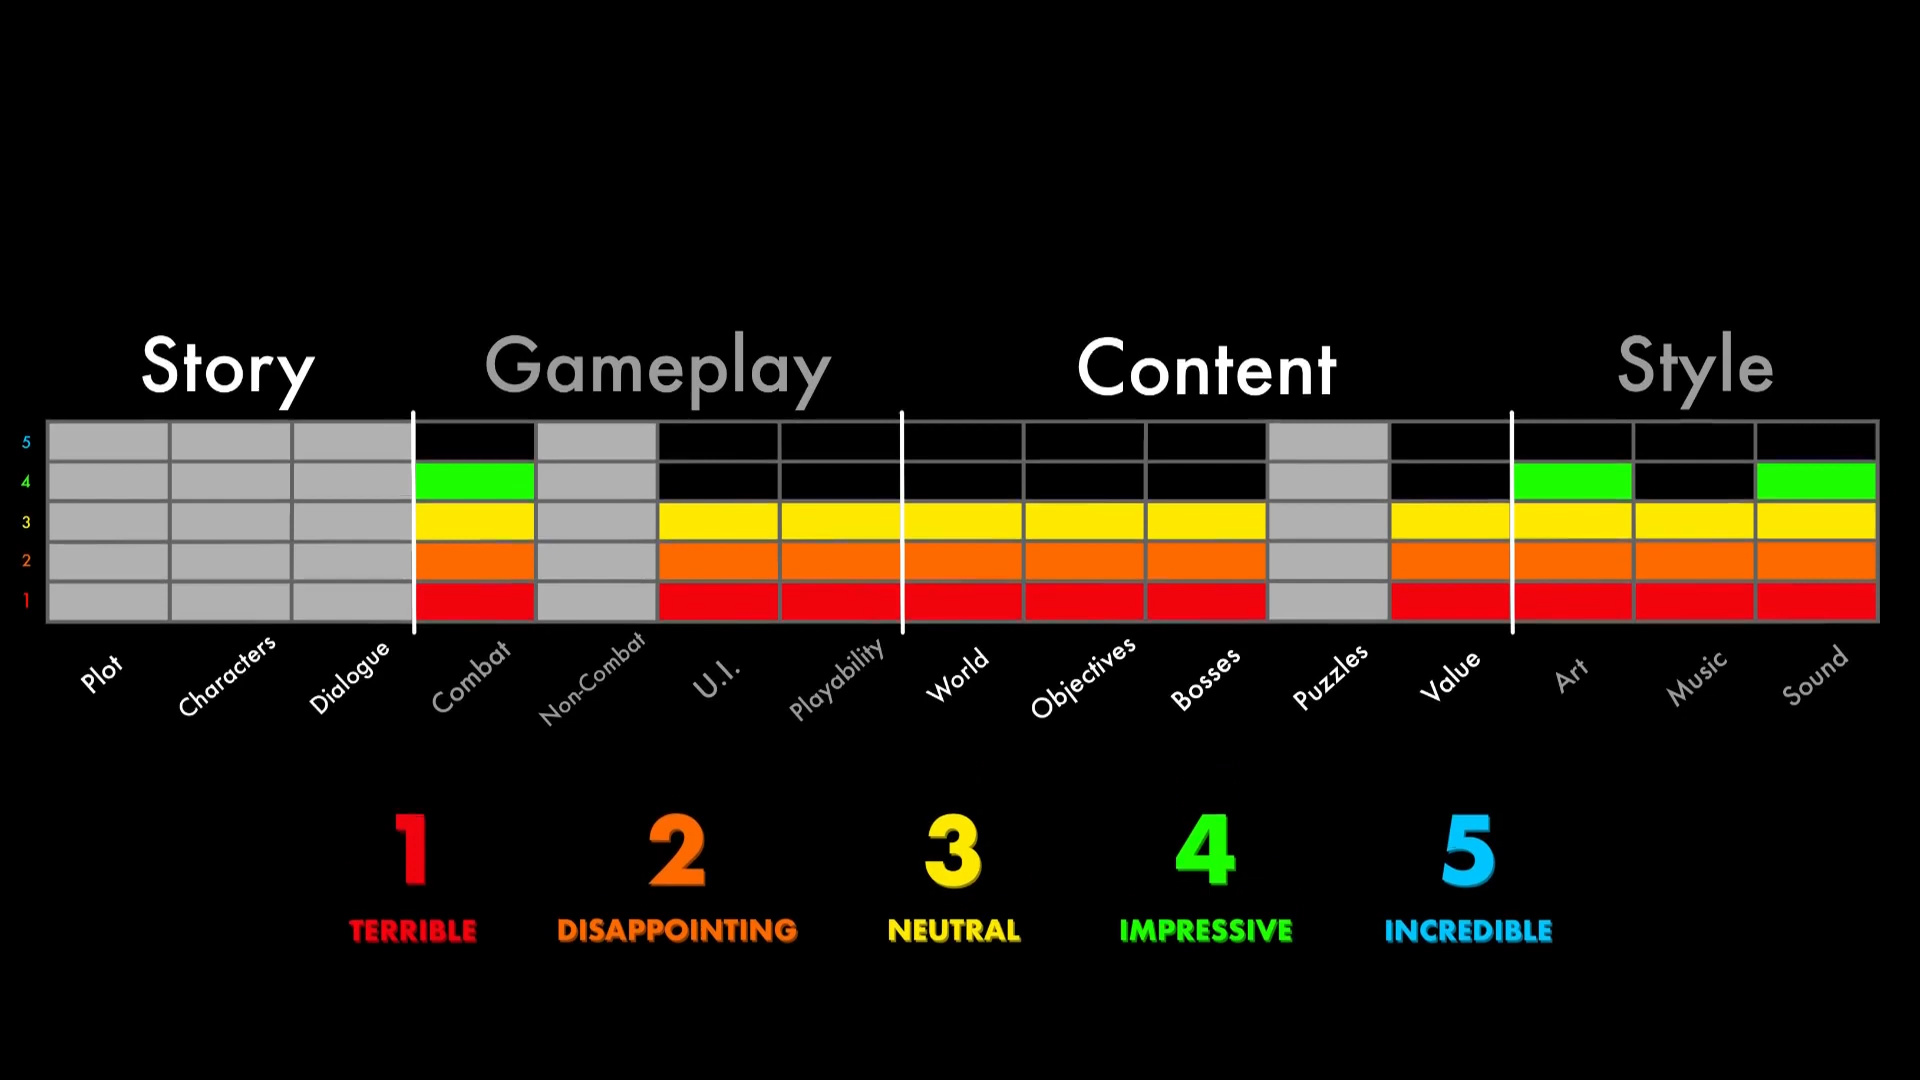 Story Gameplay Content Style
5
4
3
2
1
Plot Characters Dialogue Combat Non-Combat U.I. Playability World Objectives Bosses Puzzles Value Art Music Sound
1 2 3 4 5
TERRIBLE DISAPPOINTING NEUTRAL IMPRESSIVE INCREDIBLE